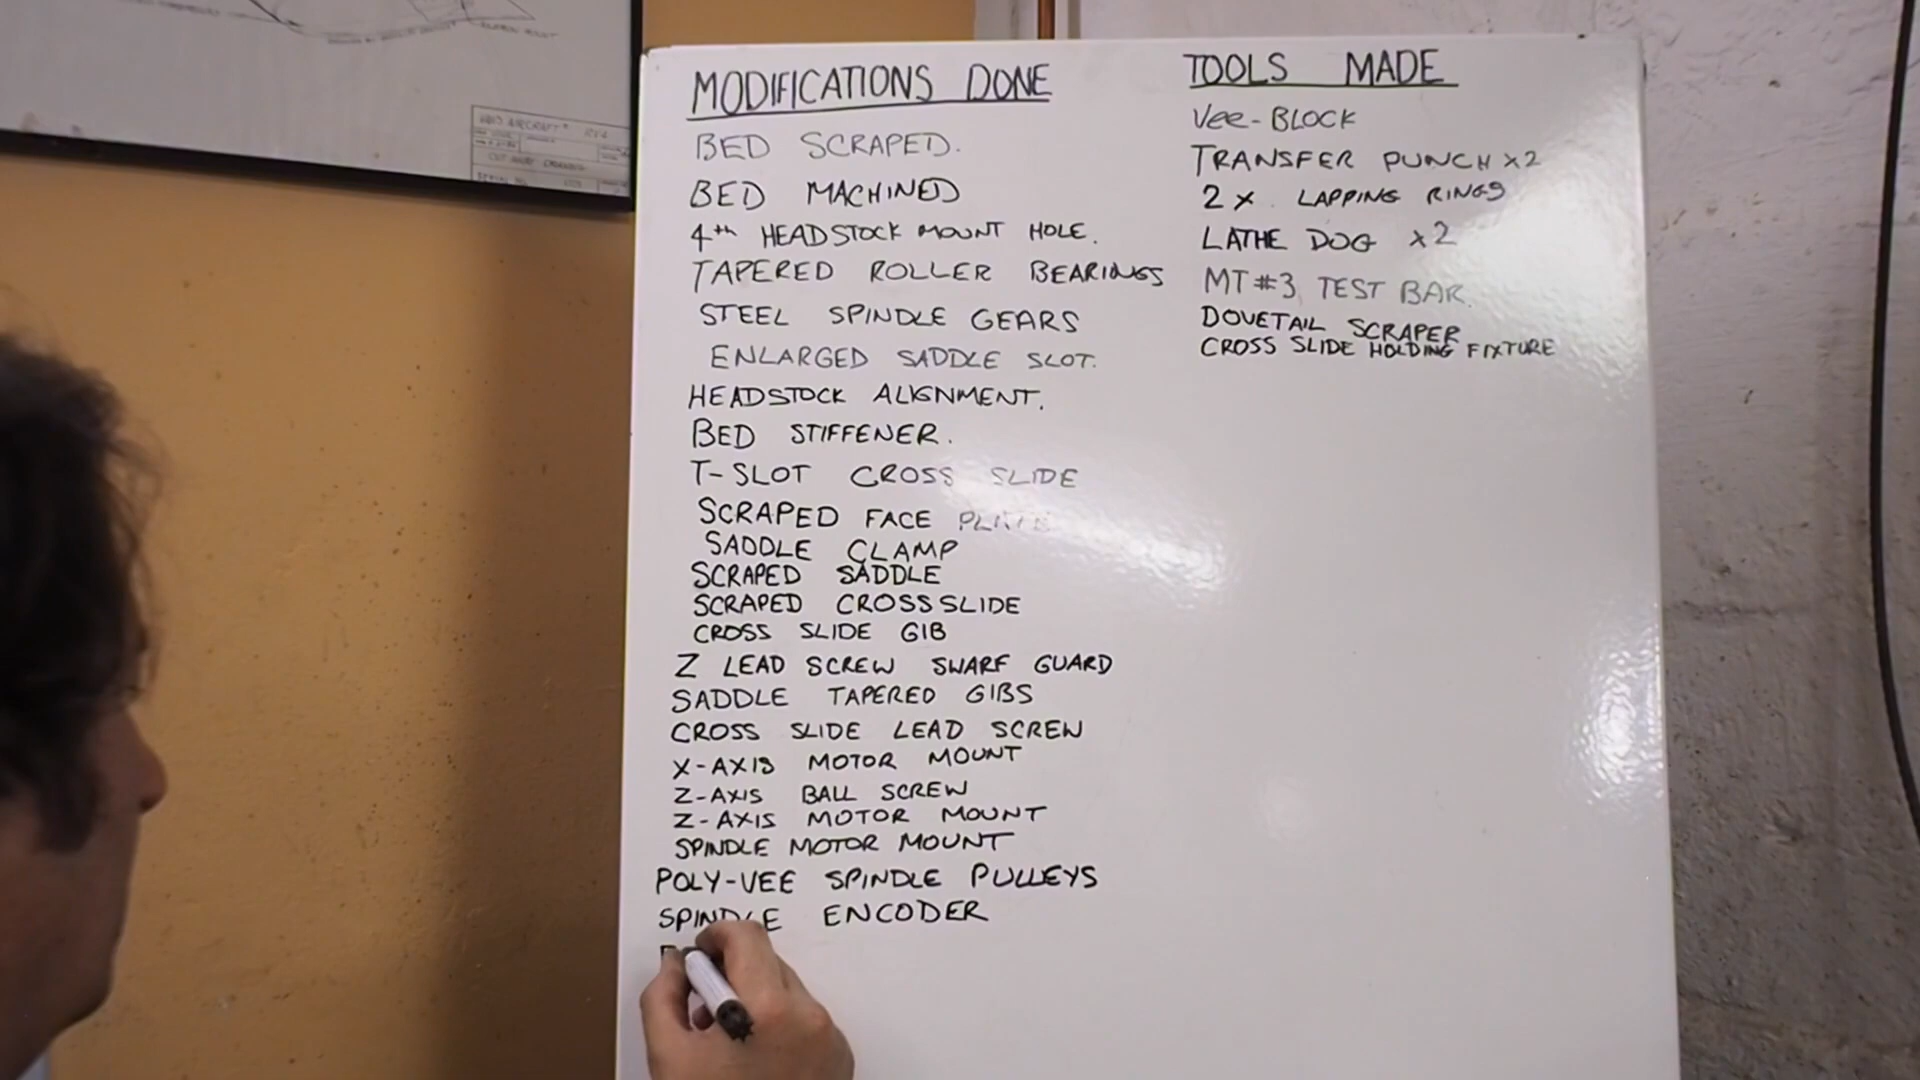 MODIFICATIONS DONE
BED SCRAPED.
BED MACHINED
4th HEADSTOCK MOUNT HOLE.
TAPERED ROLLER BEARINGS
STEEL SPINDLE GEARS
ENLARGED SADDLE SLOT.
HEADSTOCK ALIGNMENT.
BED STIFFENER.
T-SLOT CROSS SLIDE
SCRAPED FACE PLATE
SADDLE CLAMP
SCRAPED SADDLE
SCRAPED CROSSSLIDE
CROSS SLIDE GIB
Z LEAD SCREW SWARF GUARD
SADDLE TAPERED GIBS
CROSS SLIDE LEAD SCREW
X-AXIS MOTOR MOUNT
Z-AXIS BALL SCREW
Z-AXIS MOTOR MOUNT
SPINDLE MOTOR MOUNT
POLY-VEE SPINDLE PULLEYS
SPINDLE ENCODER
TOOLS MADE
Vee-BLOCK
TRANSFER PUNCH x2
2 x LAPPING RINGS
LATHE DOG x2
MT #3 TEST BAR.
DOVETAIL SCRAPER
CROSS SLIDE HOLDING FIXTURE